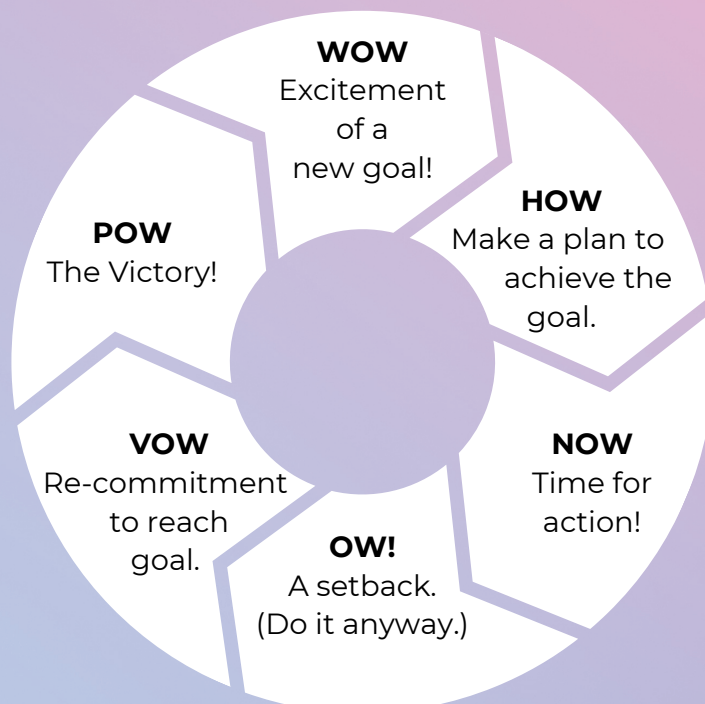 WOW
Excitement
of a
new goal!
HOW
Make a plan to
achieve the
goal.
NOW
Time for
action!
OW!
A setback.
(Do it anyway.)
VOW
Re-commitment
to reach
goal.
POW
The Victory!